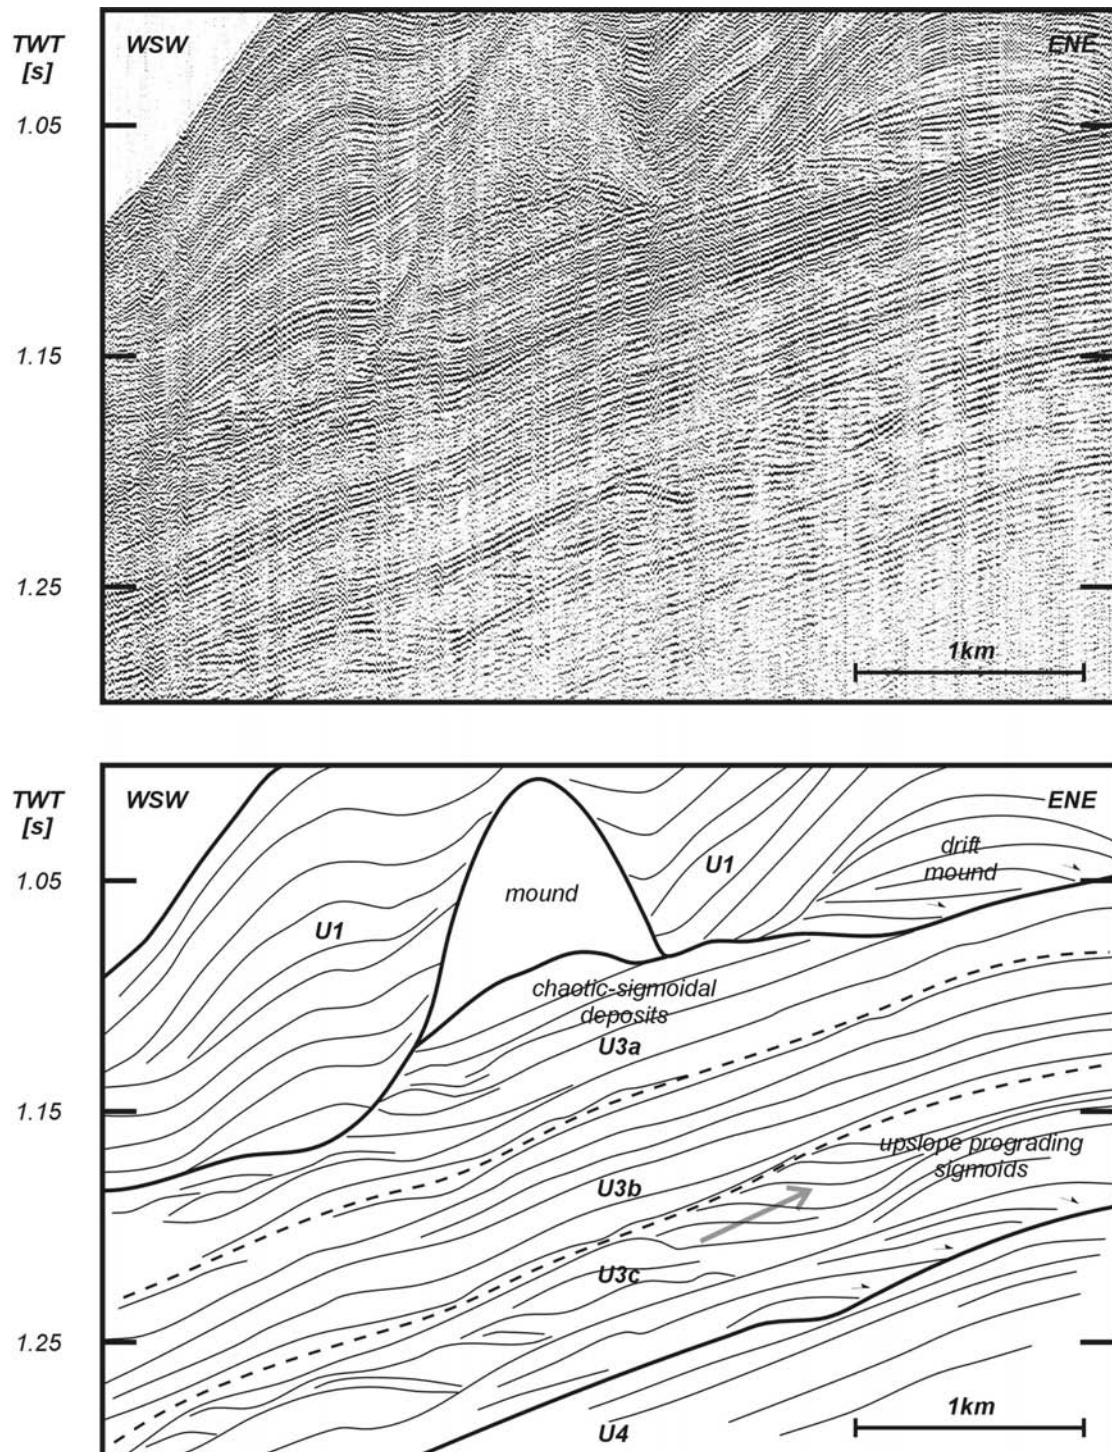 TWT
[s]
WSW
ENE
1.05
1.15
1.25
1km
TWT
[s]
WSW
ENE
drift
mound
1.05
U1
mound
U1
chaotic-sigmoidal
deposits
U3a
1.15
upslope prograding
sigmoids
U3b
U3c
1.25
1km
U4